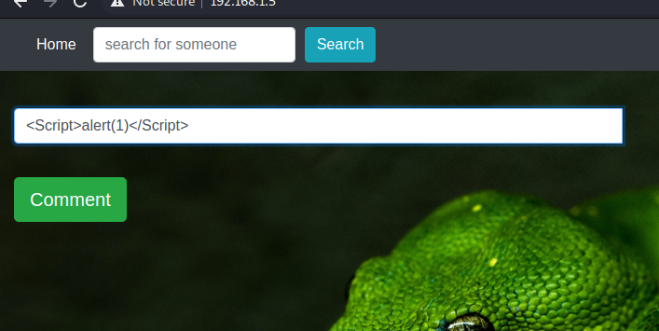 Not secure | 192.168.1.5
Home search for someone Search
<Script>alert(1)</Script>
Comment